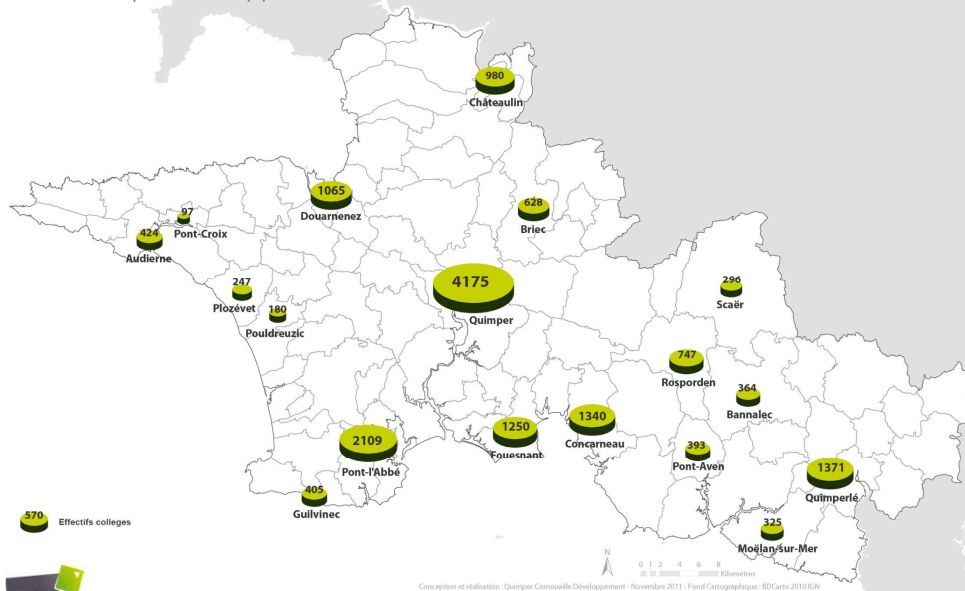 980
Châteaulin
1065
Douarnenez
628
Briec
97
Pont-Croix
424
Audierne
4175
Quimper
247
Plozévet
180
Pouldreuzic
296
Scaër
747
Rosporden
364
Bannalec
2109
Pont-l'Abbé
1250
Fouesnant
1340
Concarneau
393
Pont-Aven
1371
Quimperlé
405
Guilvinec
325
Moëlan-sur-Mer
570 Effectifs colleges
N
0 1 2 4 6 8
Kilomètres
Conception et réalisation : Quimper Cornouaille Développement - Novembre 2011 - Fond Cartographique : BDCarto 2010 IGN